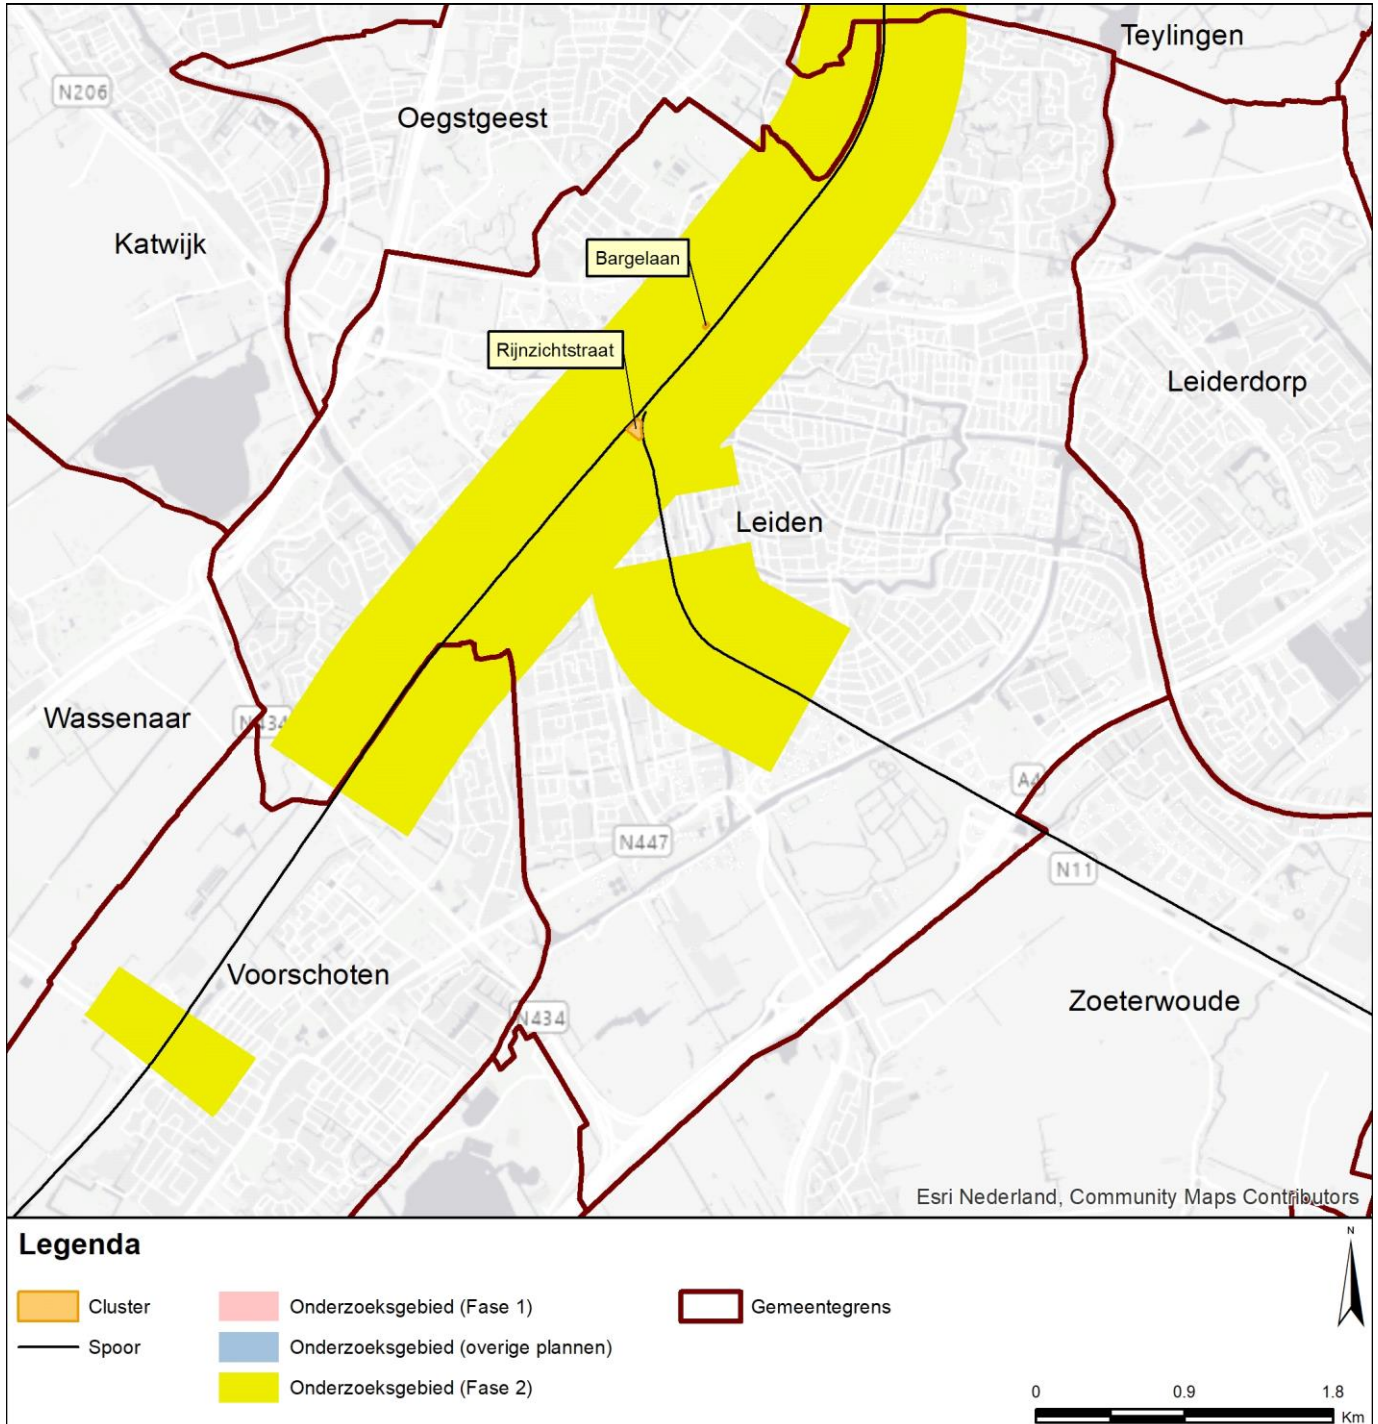 Teylingen
N206
Oegstgeest
Katwijk
Bargelaan
Rijnzichtstraat
Leiderdorp
Leiden
Wassenaar
N434
A4
N447
N11
Voorschoten
Zoeterwoude
N434
Esri Nederland, Community Maps Contributors
Legenda
N
Cluster
Onderzoeksgebied (Fase 1)
Gemeentegrens
Spoor
Onderzoeksgebied (overige plannen)
Onderzoeksgebied (Fase 2)
0 0.9 1.8
Km